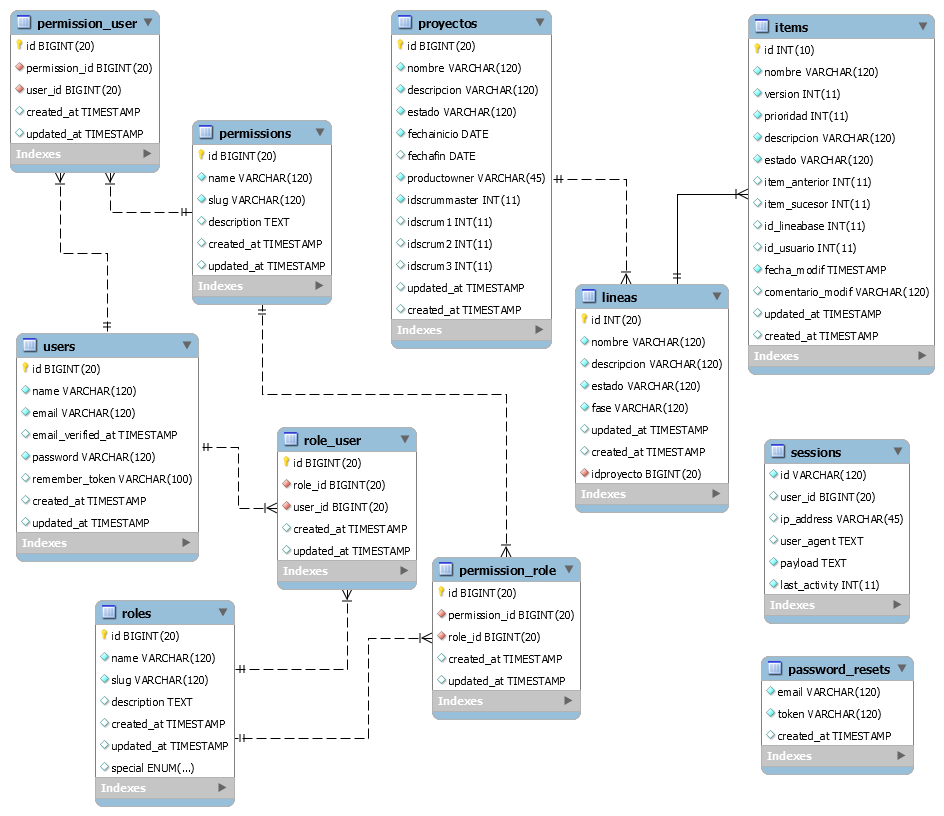 permission_user
id BIGINT(20)
permission_id BIGINT(20)
user_id BIGINT(20)
created_at TIMESTAMP
updated_at TIMESTAMP
Indexes
permissions
id BIGINT(20)
name VARCHAR(120)
slug VARCHAR(120)
description TEXT
created_at TIMESTAMP
updated_at TIMESTAMP
Indexes
proyectos
id BIGINT(20)
nombre VARCHAR(120)
descripcion VARCHAR(120)
estado VARCHAR(120)
fechainicio DATE
fechafin DATE
productowner VARCHAR(45)
idscrummaster INT(11)
idscrum1 INT(11)
idscrum2 INT(11)
idscrum3 INT(11)
updated_at TIMESTAMP
created_at TIMESTAMP
Indexes
items
id INT(10)
nombre VARCHAR(120)
version INT(11)
prioridad INT(11)
descripcion VARCHAR(120)
estado VARCHAR(120)
item_anterior INT(11)
item_sucesor INT(11)
id_lineabase INT(11)
id_usuario INT(11)
fecha_modif TIMESTAMP
comentario_modif VARCHAR(120)
updated_at TIMESTAMP
created_at TIMESTAMP
Indexes
lineas
id INT(20)
nombre VARCHAR(120)
descripcion VARCHAR(120)
estado VARCHAR(120)
fase VARCHAR(120)
updated_at TIMESTAMP
created_at TIMESTAMP
idproyecto BIGINT(20)
Indexes
users
id BIGINT(20)
name VARCHAR(120)
email VARCHAR(120)
email_verified_at TIMESTAMP
password VARCHAR(120)
remember_token VARCHAR(100)
created_at TIMESTAMP
updated_at TIMESTAMP
Indexes
role_user
id BIGINT(20)
role_id BIGINT(20)
user_id BIGINT(20)
created_at TIMESTAMP
updated_at TIMESTAMP
Indexes
sessions
id VARCHAR(120)
user_id BIGINT(20)
ip_address VARCHAR(45)
user_agent TEXT
payload TEXT
last_activity INT(11)
Indexes
permission_role
id BIGINT(20)
permission_id BIGINT(20)
role_id BIGINT(20)
created_at TIMESTAMP
updated_at TIMESTAMP
Indexes
roles
id BIGINT(20)
name VARCHAR(120)
slug VARCHAR(120)
description TEXT
created_at TIMESTAMP
updated_at TIMESTAMP
special ENUM(...)
Indexes
password_resets
email VARCHAR(120)
token VARCHAR(120)
created_at TIMESTAMP
Indexes